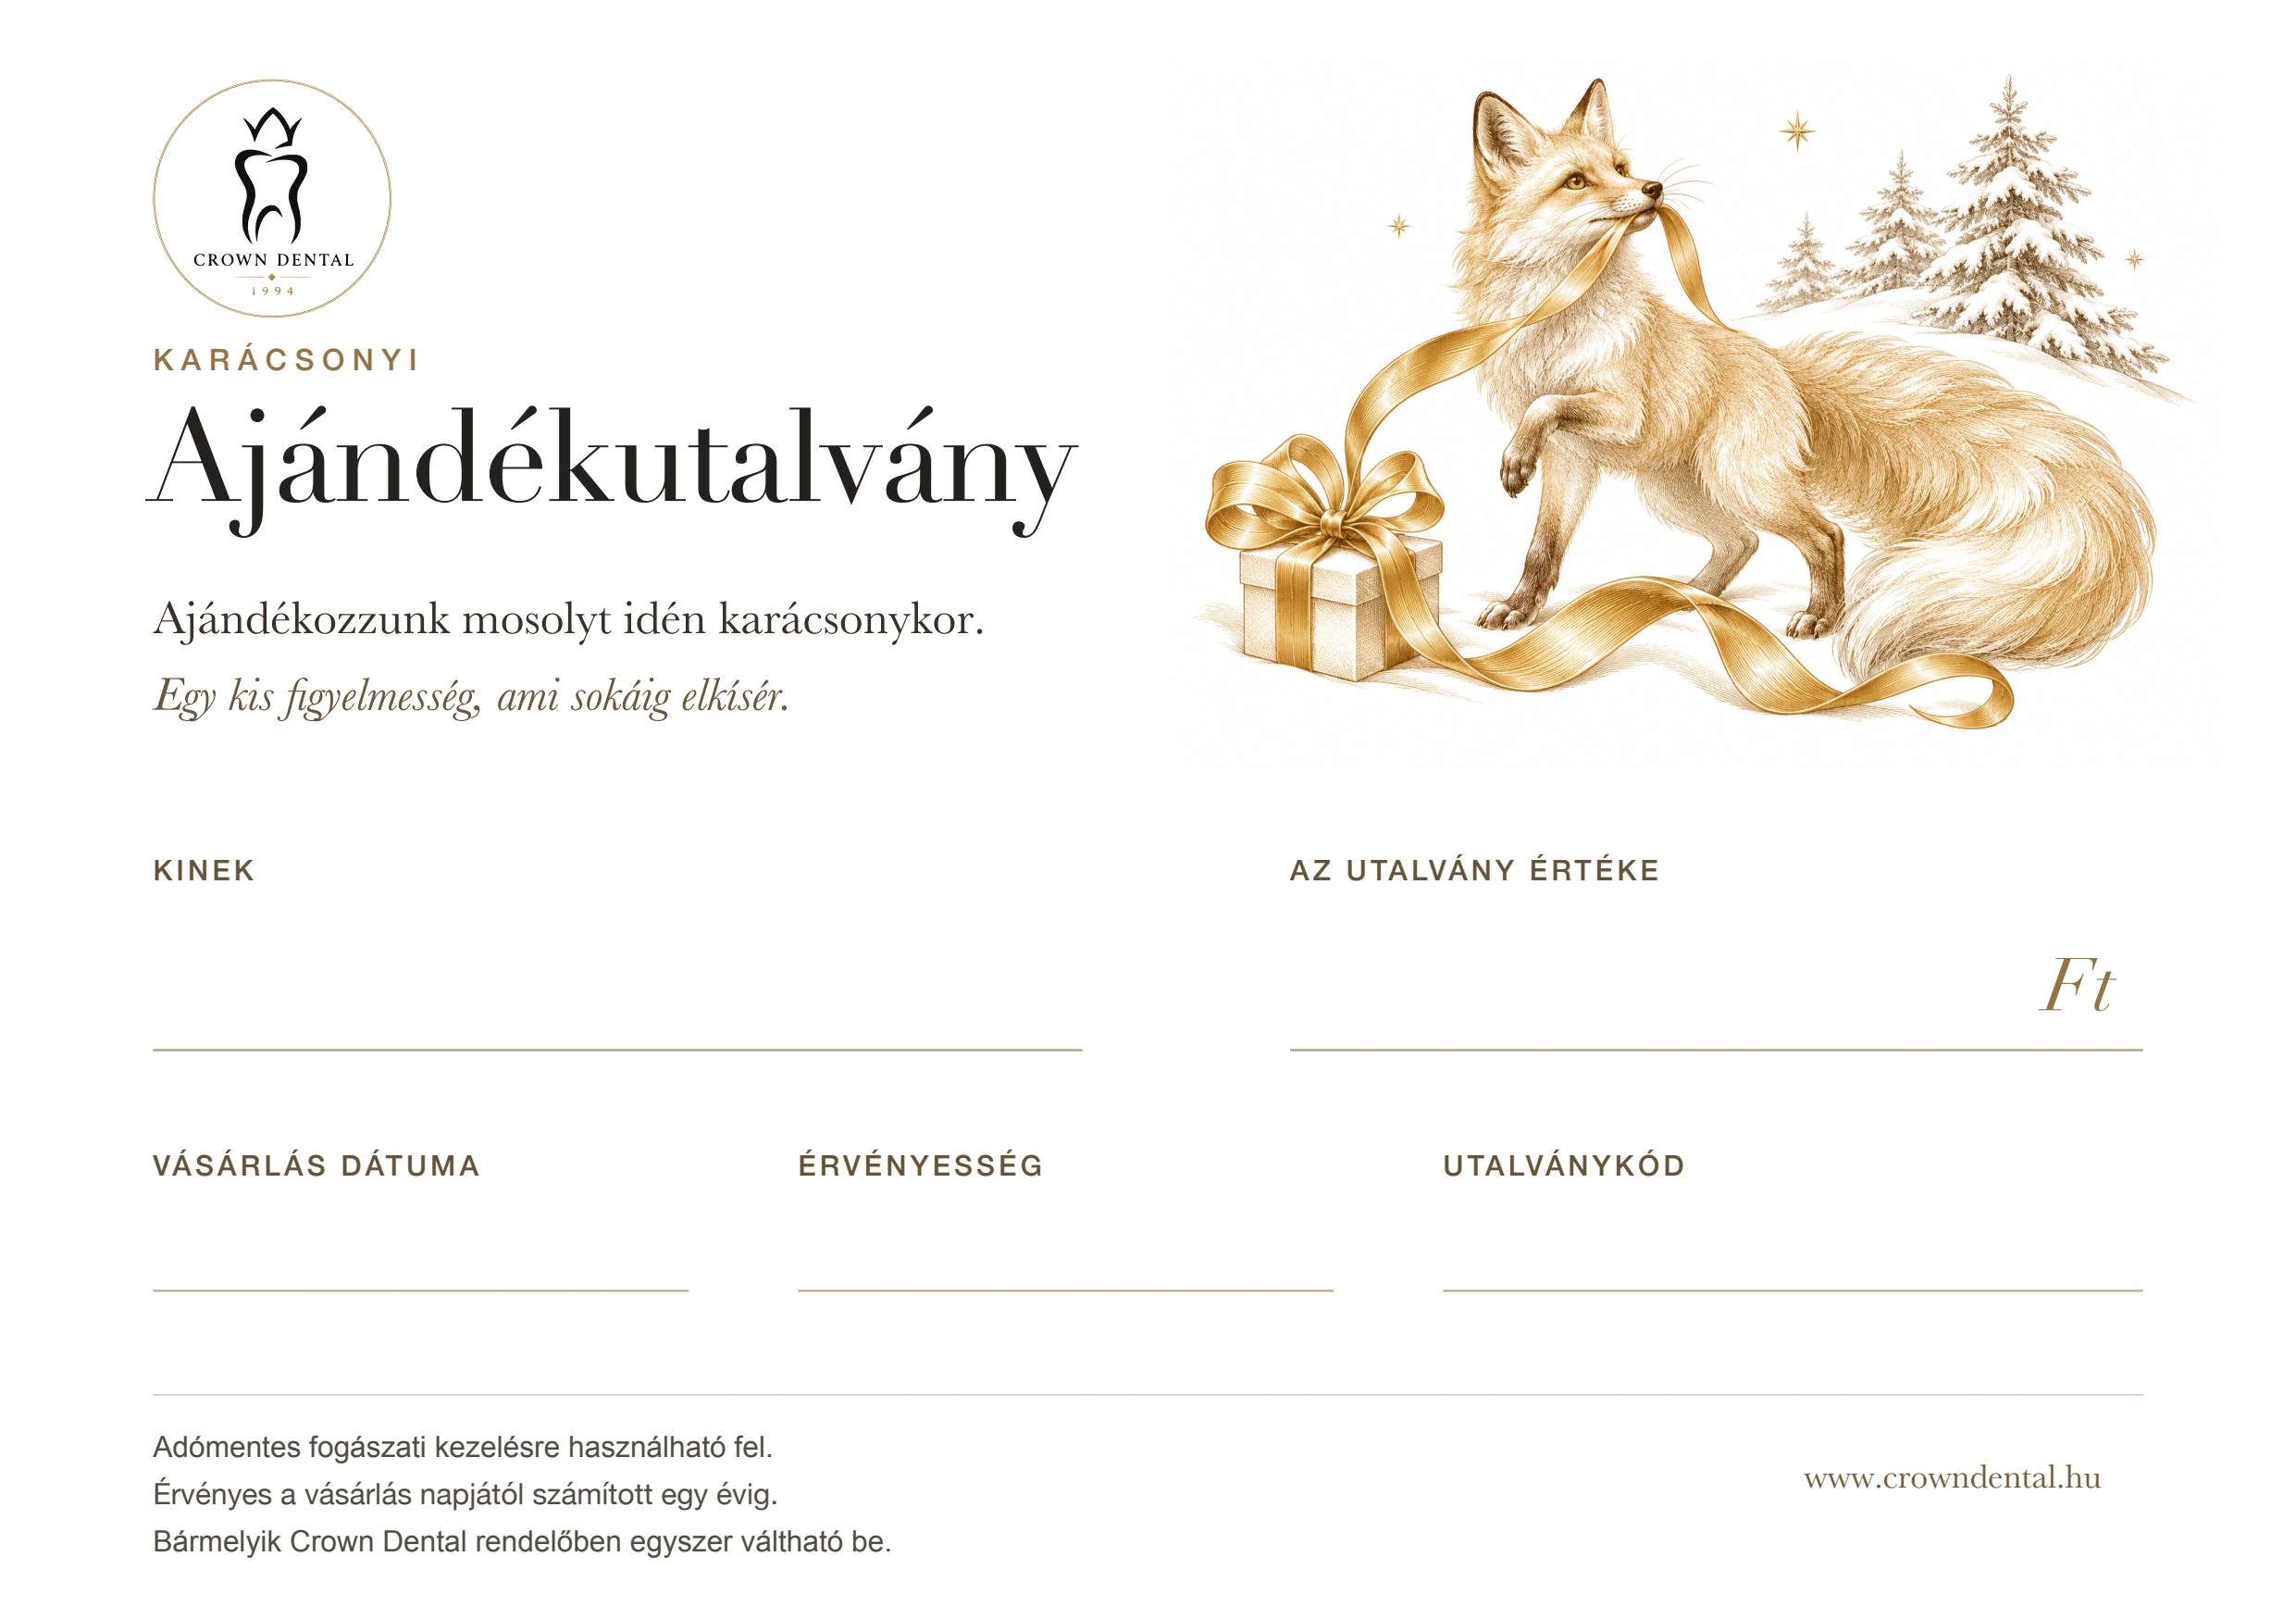 CROWN DENTAL
1994
KARÁCSONYI
Ajándékutalvány
Ajándékozzunk mosolyt idén karácsonykor.
Egy kis figyelmesség, ami sokáig elkísér.
KINEK
AZ UTALVÁNY ÉRTÉKE
Ft
VÁSÁRLÁS DÁTUMA
ÉRVÉNYESSÉG
UTALVÁNYKÓD
Adómentes fogászati kezelésre használható fel.
Érvényes a vásárlás napjától számított egy évig.
Bármelyik Crown Dental rendelőben egyszer váltható be.
www.crowndental.hu